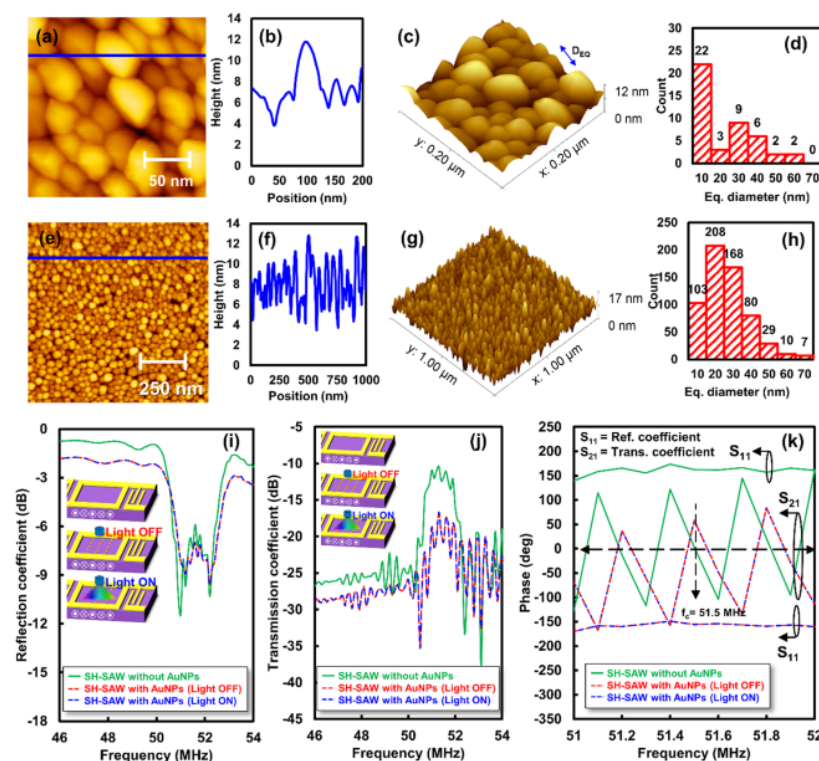 (a)
50 nm
(b)
Height (nm)
14
12
10
8
6
4
2
0
0 50 100 150 200
Position (nm)
(c)
D_EQ
12 nm
0 nm
y: 0.20 µm
x: 0.20 µm
(d)
Count
30
25
20
15
10
5
0
22
3
9
6
2
2
0
10 20 30 40 50 60 70
Eq. diameter (nm)
(e)
250 nm
(f)
Height (nm)
14
12
10
8
6
4
2
0
0 250 500 750 1000
Position (nm)
(g)
17 nm
0 nm
y: 1.00 µm
x: 1.00 µm
(h)
Count
250
200
150
100
50
0
103
208
168
80
29
10
7
10 20 30 40 50 60 70
Eq. diameter (nm)
(i)
Reflection coefficient (dB)
0
-3
-6
-9
-12
-15
-18
Light OFF
Light ON
SH-SAW without AuNPs
SH-SAW with AuNPs (Light OFF)
SH-SAW with AuNPs (Light ON)
46 48 50 52 54
Frequency (MHz)
(j)
Transmission coefficient (dB)
-5
-10
-15
-20
-25
-30
-35
-40
-45
Light OFF
Light ON
SH-SAW without AuNPs
SH-SAW with AuNPs (Light OFF)
SH-SAW with AuNPs (Light ON)
46 48 50 52 54
Frequency (MHz)
(k)
Phase (deg)
350
300
250
200
150
100
50
0
-50
-100
-150
-200
-250
-300
-350
S11 = Ref. coefficient
S21 = Trans. coefficient
S11
S21
fc= 51.5 MHz
S11
SH-SAW without AuNPs
SH-SAW with AuNPs (Light OFF)
SH-SAW with AuNPs (Light ON)
51 51.2 51.4 51.6 51.8 52
Frequency (MHz)